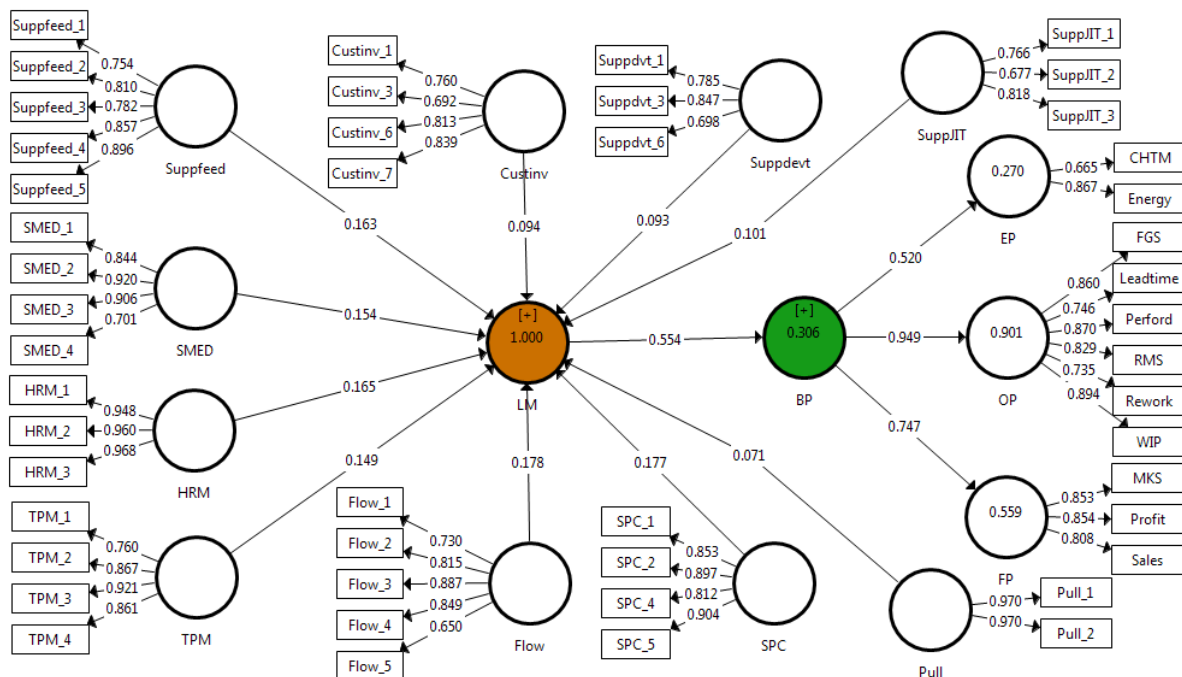 Suppfeed_1
Suppfeed_2
Suppfeed_3
Suppfeed_4
Suppfeed_5
0.754
0.810
0.782
0.857
0.896
Suppfeed
0.163
Custinv_1
Custinv_3
Custinv_6
Custinv_7
0.760
0.692
0.813
0.839
Custinv
0.094
Suppdvt_1
Suppdvt_3
Suppdvt_6
0.785
0.847
0.698
Suppdevt
0.093
SuppJIT_1
SuppJIT_2
SuppJIT_3
0.766
0.677
0.818
SuppJIT
0.101
SMED_1
SMED_2
SMED_3
SMED_4
0.844
0.920
0.906
0.701
SMED
0.154
HRM_1
HRM_2
HRM_3
0.948
0.960
0.968
HRM
0.165
TPM_1
TPM_2
TPM_3
TPM_4
0.760
0.867
0.921
0.861
TPM
0.149
Flow_1
Flow_2
Flow_3
Flow_4
Flow_5
0.730
0.815
0.887
0.849
0.650
Flow
0.178
SPC_1
SPC_2
SPC_4
SPC_5
0.853
0.897
0.812
0.904
SPC
0.177
Pull_1
Pull_2
0.970
0.970
Pull
0.071
[+]
1.000
LM
0.554
[+]
0.306
BP
0.520
0.949
0.747
0.270
EP
0.665
0.867
CHTM
Energy
0.901
OP
0.860
0.746
0.870
0.829
0.735
0.894
FGS
Leadtime
Perford
RMS
Rework
WIP
0.559
FP
0.853
0.854
0.808
MKS
Profit
Sales